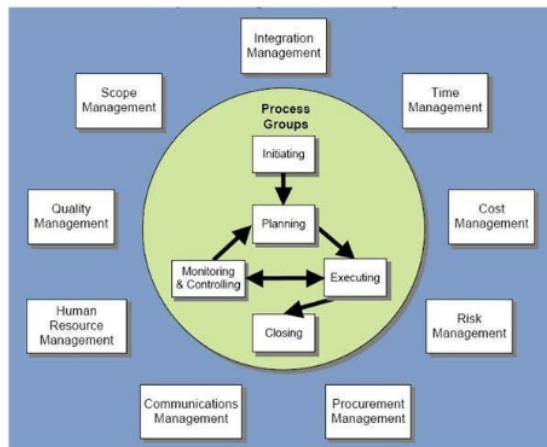 Integration
Management
Scope
Management
Time
Management
Process
Groups
Initiating
Quality
Management
Planning
Cost
Management
Monitoring
& Controlling
Executing
Human
Resource
Management
Closing
Risk
Management
Communications
Management
Procurement
Management